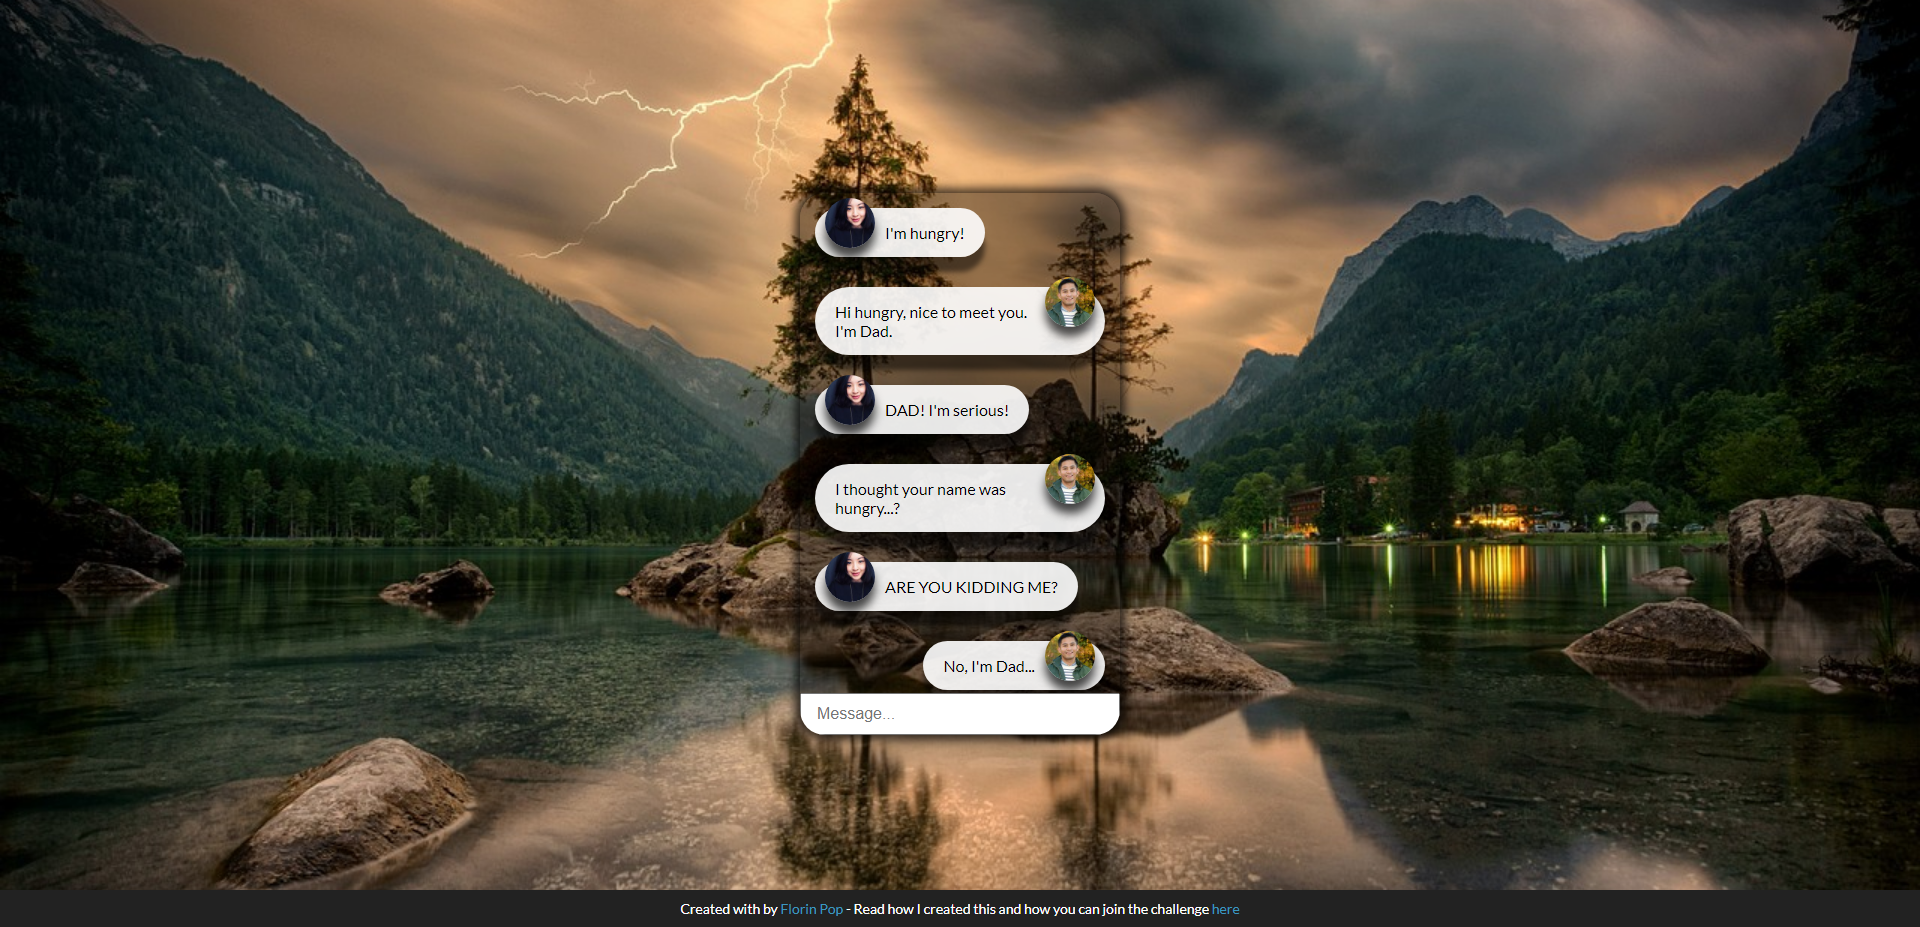 I'm hungry!
Hi hungry, nice to meet you.
I'm Dad.
DAD! I'm serious!
I thought your name was
hungry...?
ARE YOU KIDDING ME?
No, I'm Dad...
Message...
Created with by Florin Pop - Read how I created this and how you can join the challenge here